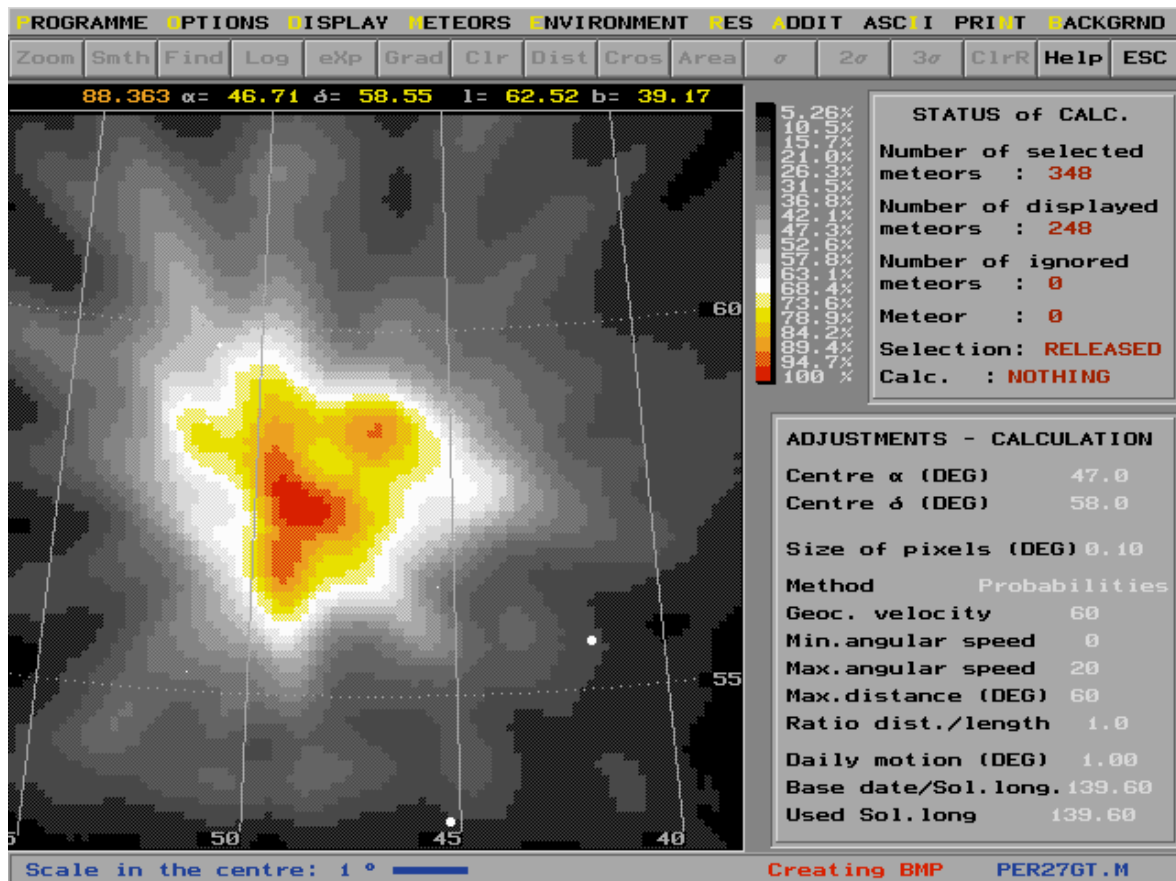 PROGRAMME OPTIONS DISPLAY METEORS ENVIRONMENT RES ADDIT ASCII PRINT BACKGRND
Zoom Smth Find Log eXp Grad Clr Dist Cros Area σ 2σ 3σ ClrR Help ESC
88.363 α= 46.71 δ= 58.55 l= 62.52 b= 39.17
5.26%
10.5%
15.7%
21.0%
26.3%
31.5%
36.8%
42.1%
47.3%
52.6%
57.8%
63.1%
68.4%
73.6%
78.9%
84.2%
89.4%
94.7%
100 %
STATUS of CALC.
Number of selected
meteors : 348
Number of displayed
meteors : 248
Number of ignored
meteors : 0
Meteor : 0
Selection: RELEASED
Calc. : NOTHING
60
55
5 50 45 40
ADJUSTMENTS - CALCULATION
Centre α (DEG) 47.0
Centre δ (DEG) 58.0
Size of pixels (DEG) 0.10
Method Probabilities
Geoc. velocity 60
Min.angular speed 0
Max.angular speed 20
Max.distance (DEG) 60
Ratio dist./length 1.0
Daily motion (DEG) 1.00
Base date/Sol.long. 139.60
Used Sol.long 139.60
Scale in the centre: 1 º
Creating BMP PER27GT.M